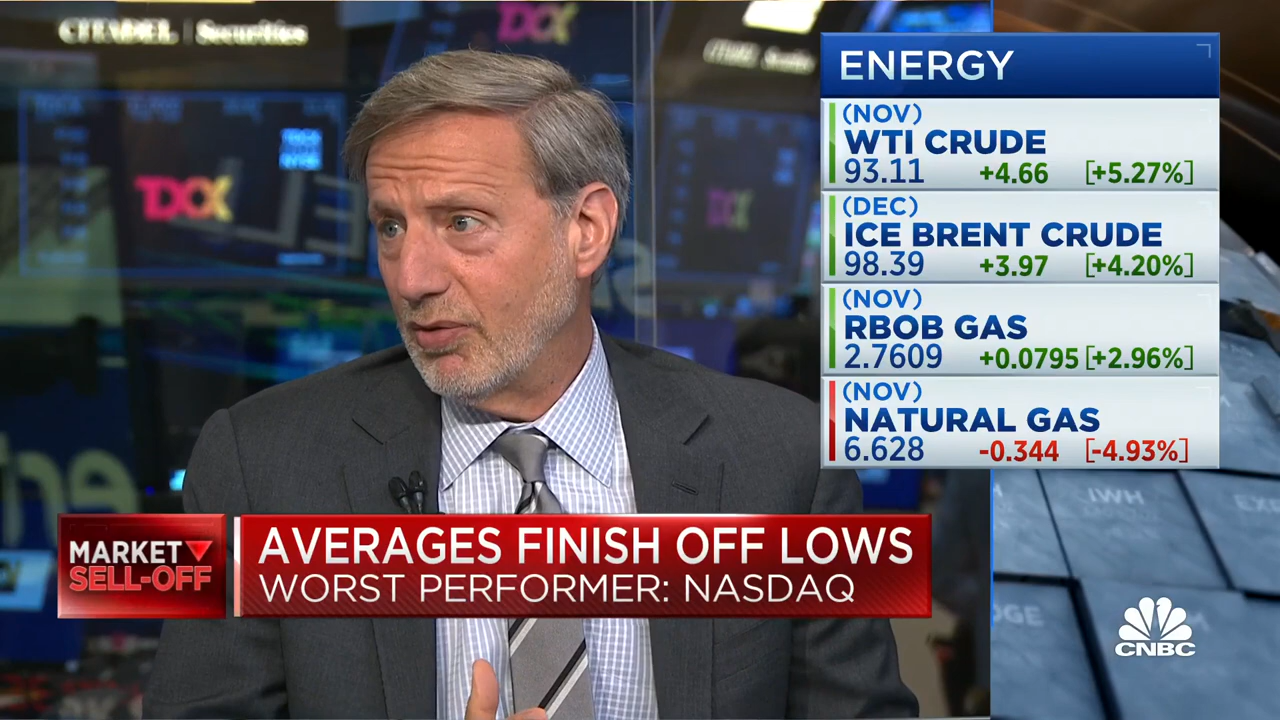 CITADEL | Securities
ENERGY
(NOV)
WTI CRUDE
93.11 +4.66 [+5.27%]
(DEC)
ICE BRENT CRUDE
98.39 +3.97 [+4.20%]
(NOV)
RBOB GAS
2.7609 +0.0795 [+2.96%]
(NOV)
NATURAL GAS
6.628 -0.344 [-4.93%]
IWH
MARKET
SELL-OFF
AVERAGES FINISH OFF LOWS
WORST PERFORMER: NASDAQ
CNBC